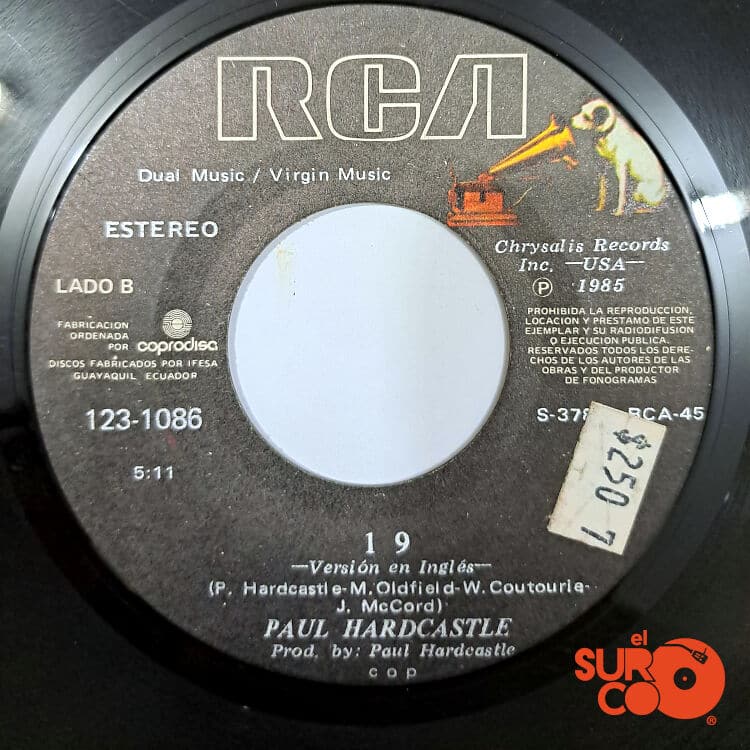 RCA
Dual Music / Virgin Music
ESTEREO
Chrysalis Records
Inc. —USA—
Ⓟ 1985
LADO B
FABRICACION
ORDENADA
POR coprodisa
DISCOS FABRICADOS POR IFESA
GUAYAQUIL ECUADOR
PROHIBIDA LA REPRODUCCION,
LOCACION Y PRESTAMO DE ESTE
EJEMPLAR Y SU RADIODIFUSION
O EJECUCION PUBLICA.
RESERVADOS TODOS LOS DERE-
CHOS DE LOS AUTORES DE LAS
OBRAS Y DEL PRODUCTOR
DE FONOGRAMAS
123-1086
RCA-45
$250
5:11
19
—Versión en Inglés—
(P. Hardcastle-M. Oldfield-W. Coutourie-
J. McCord)
PAUL HARDCASTLE
Prod. by: Paul Hardcastle
cop
el
SURCO
®